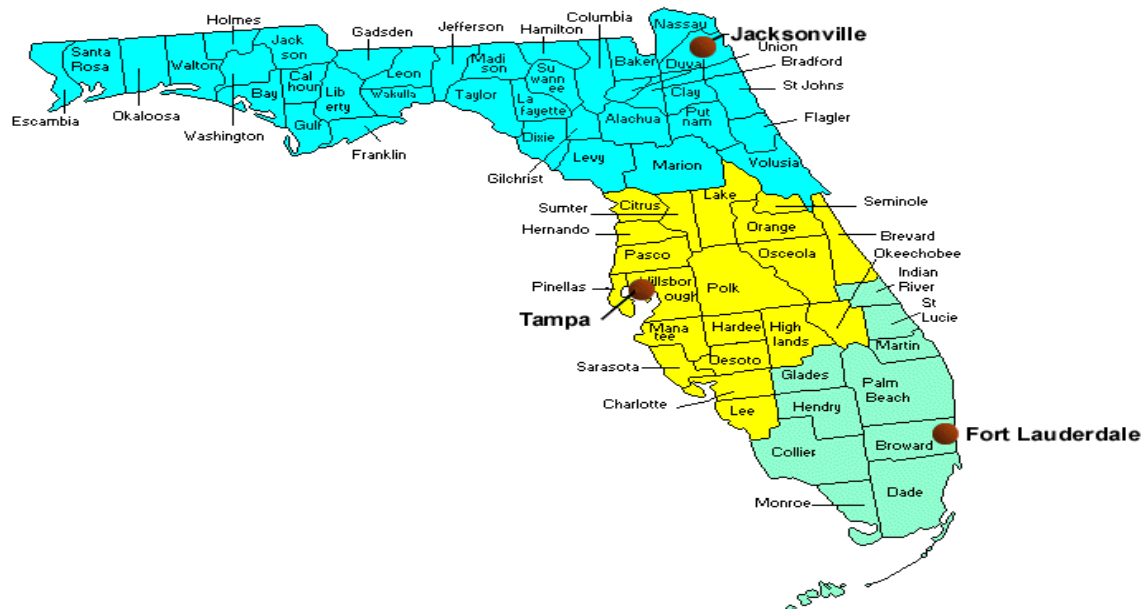 Holmes
Gadsden
Jefferson
Hamilton
Columbia
Nassau
Jacksonville
Union
Bradford
St Johns
Flagler
Santa
Rosa
Walton
Jack
son
Leon
Madi
son
Su
wann
ee
Baker
Duval
Clay
Bay
Cal
houn
Lib
erty
Wakulla
Taylor
La
fayette
Alachua
Put
nam
Escambia
Okaloosa
Washington
Gulf
Franklin
Dixie
Gilchrist
Levy
Marion
Volusia
Sumter
Citrus
Lake
Seminole
Hernando
Orange
Brevard
Pasco
Osceola
Okeechobee
Indian
River
Pinellas
Hillsbor
ough
Polk
St
Lucie
Tampa
Mana
tee
Hardee
High
lands
Martin
Sarasota
Desoto
Glades
Palm
Beach
Charlotte
Lee
Hendry
Fort Lauderdale
Collier
Broward
Monroe
Dade